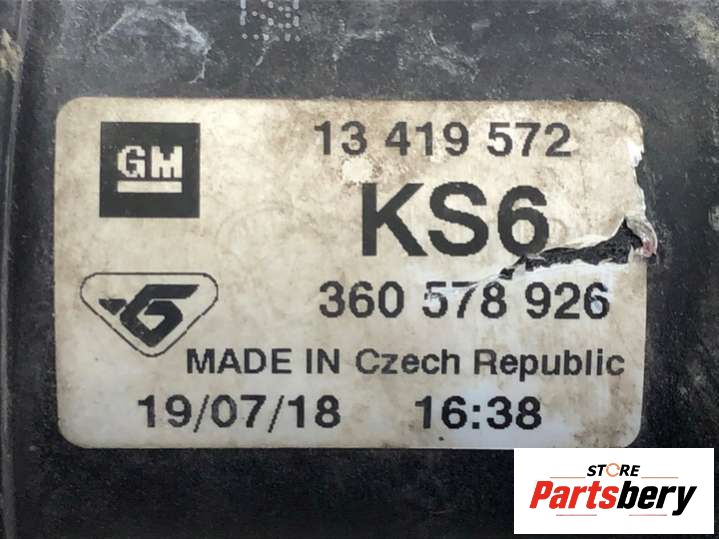 GM
13 419 572
KS6
360 578 926
MADE IN Czech Republic
19/07/18 16:38
STORE
Partsbery